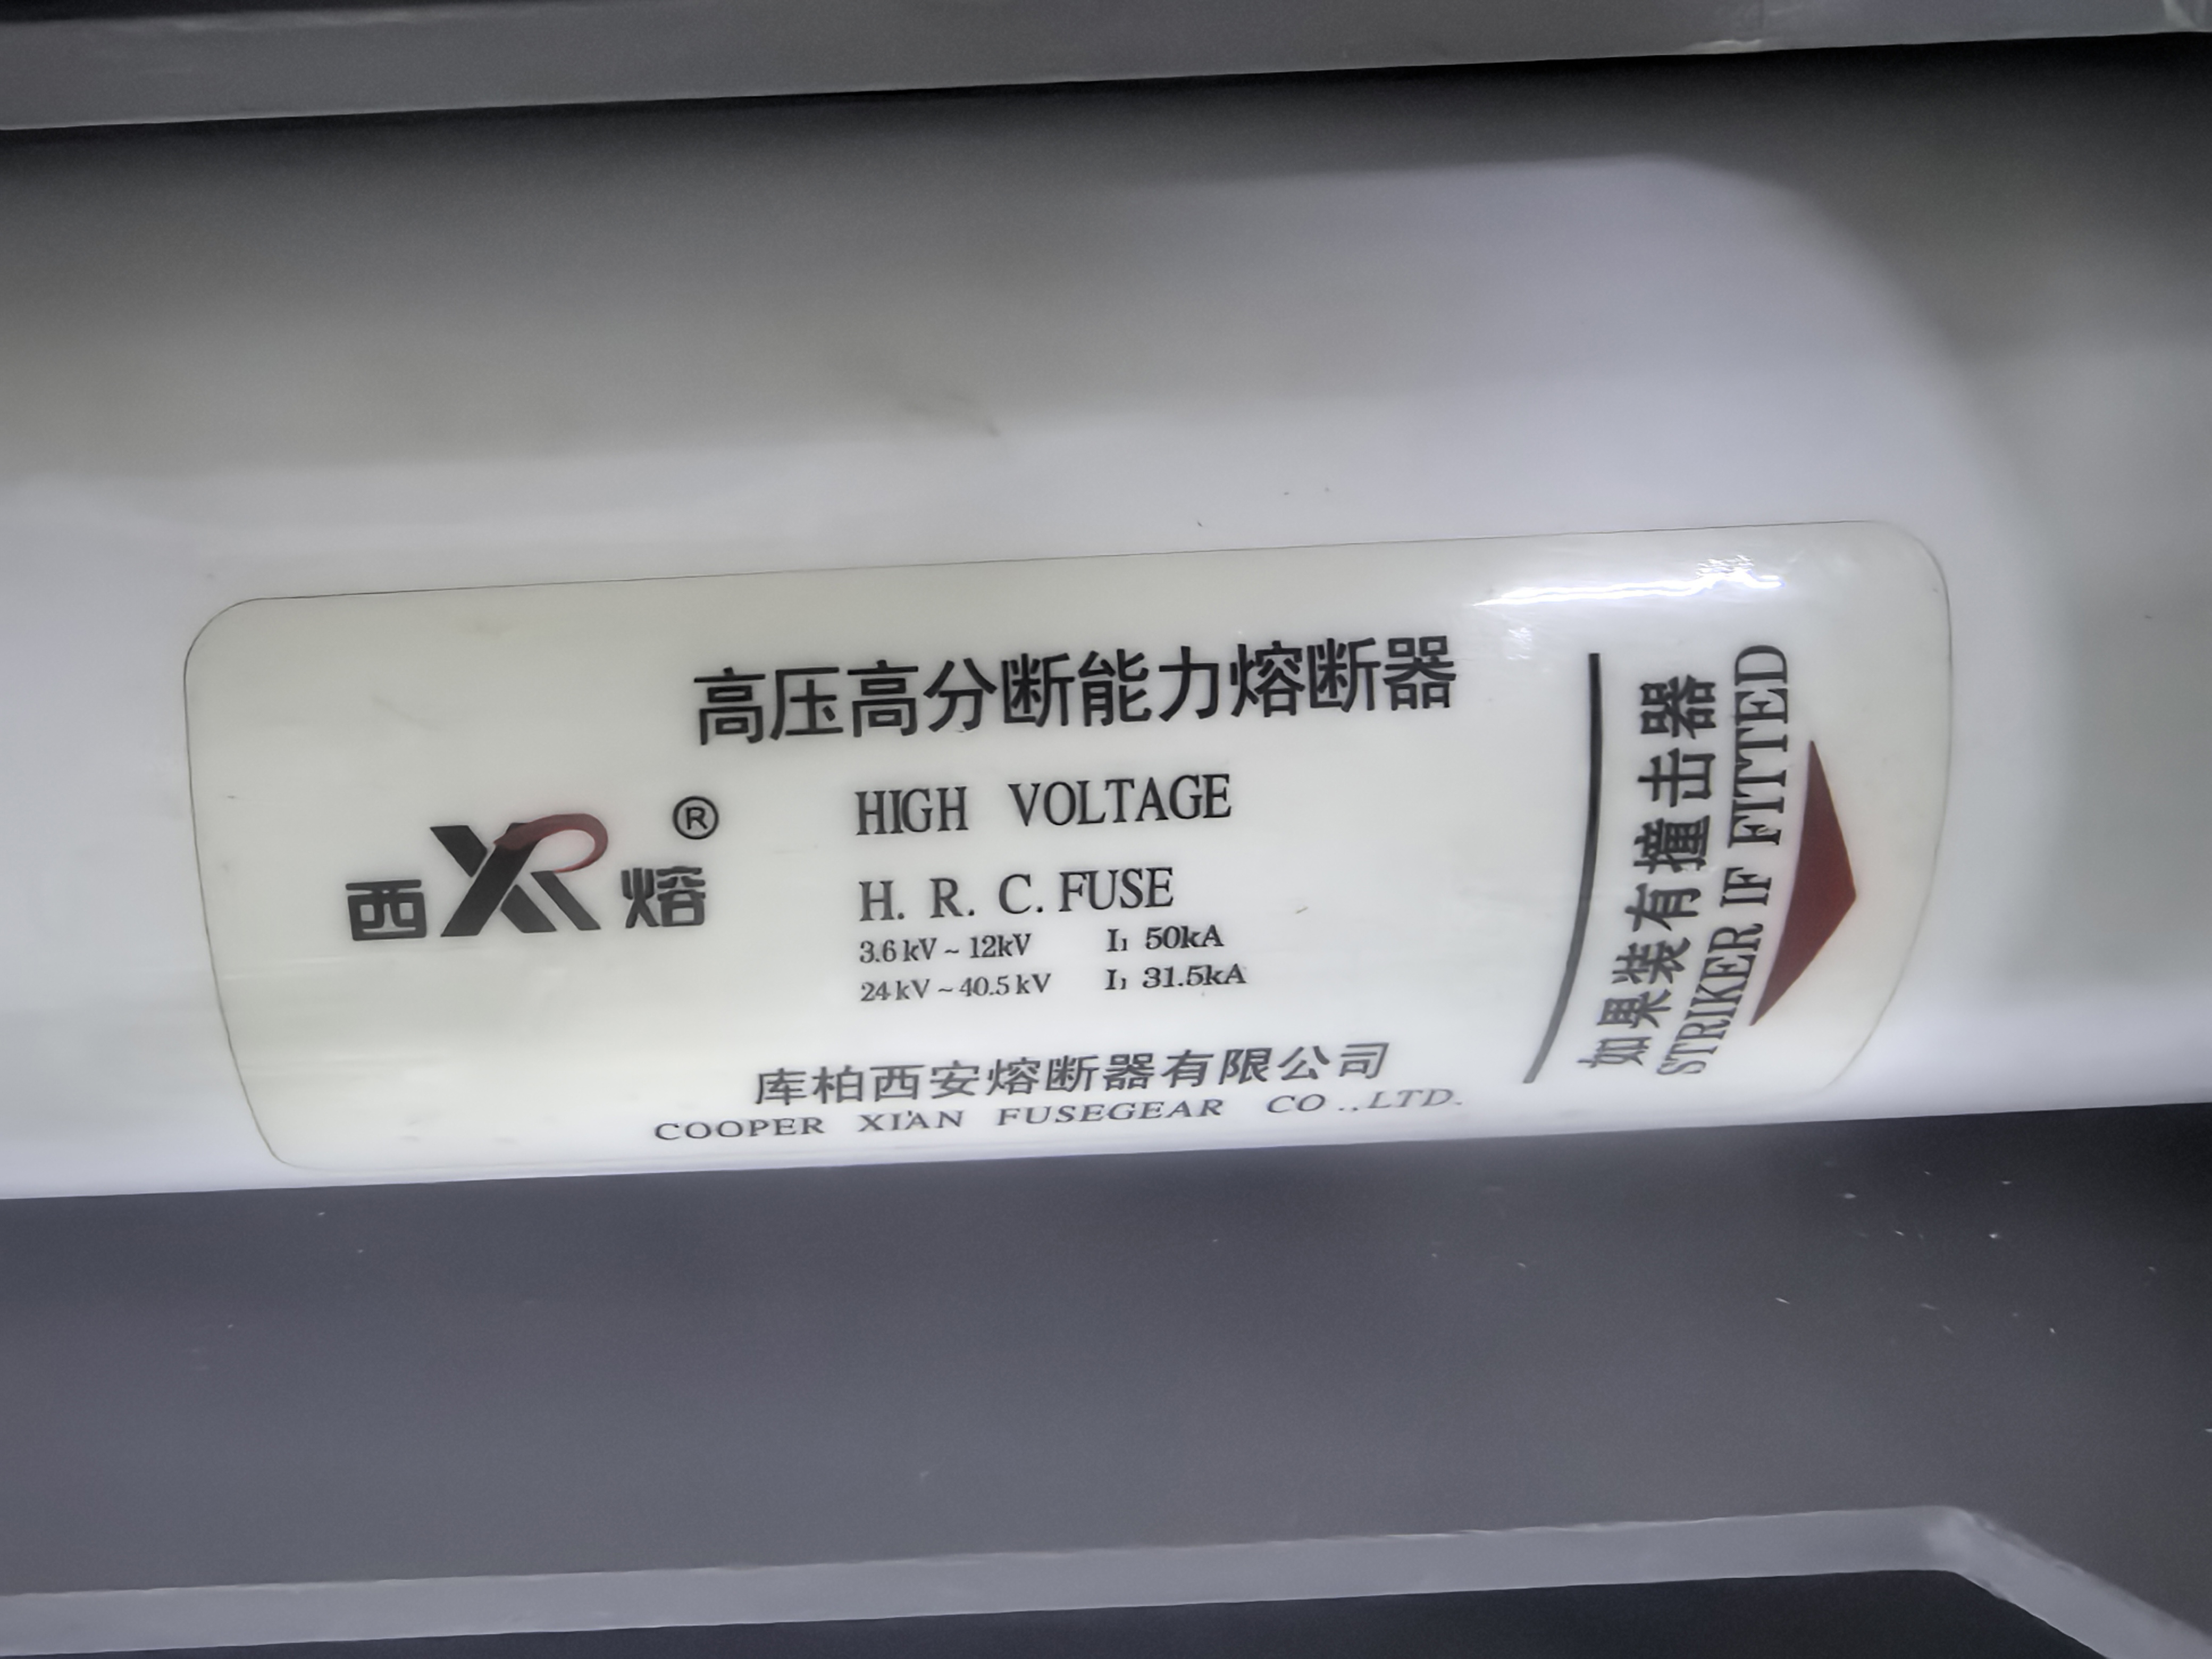 高压高分断能力熔断器
西XR熔®
HIGH VOLTAGE
H. R. C. FUSE
3.6 kV ~ 12kV I₁ 50kA
24 kV ~ 40.5 kV I₁ 31.5kA
库柏西安熔断器有限公司
COOPER XI'AN FUSEGEAR CO.,LTD.
如果装有撞击器
STRIKER IF FITTED